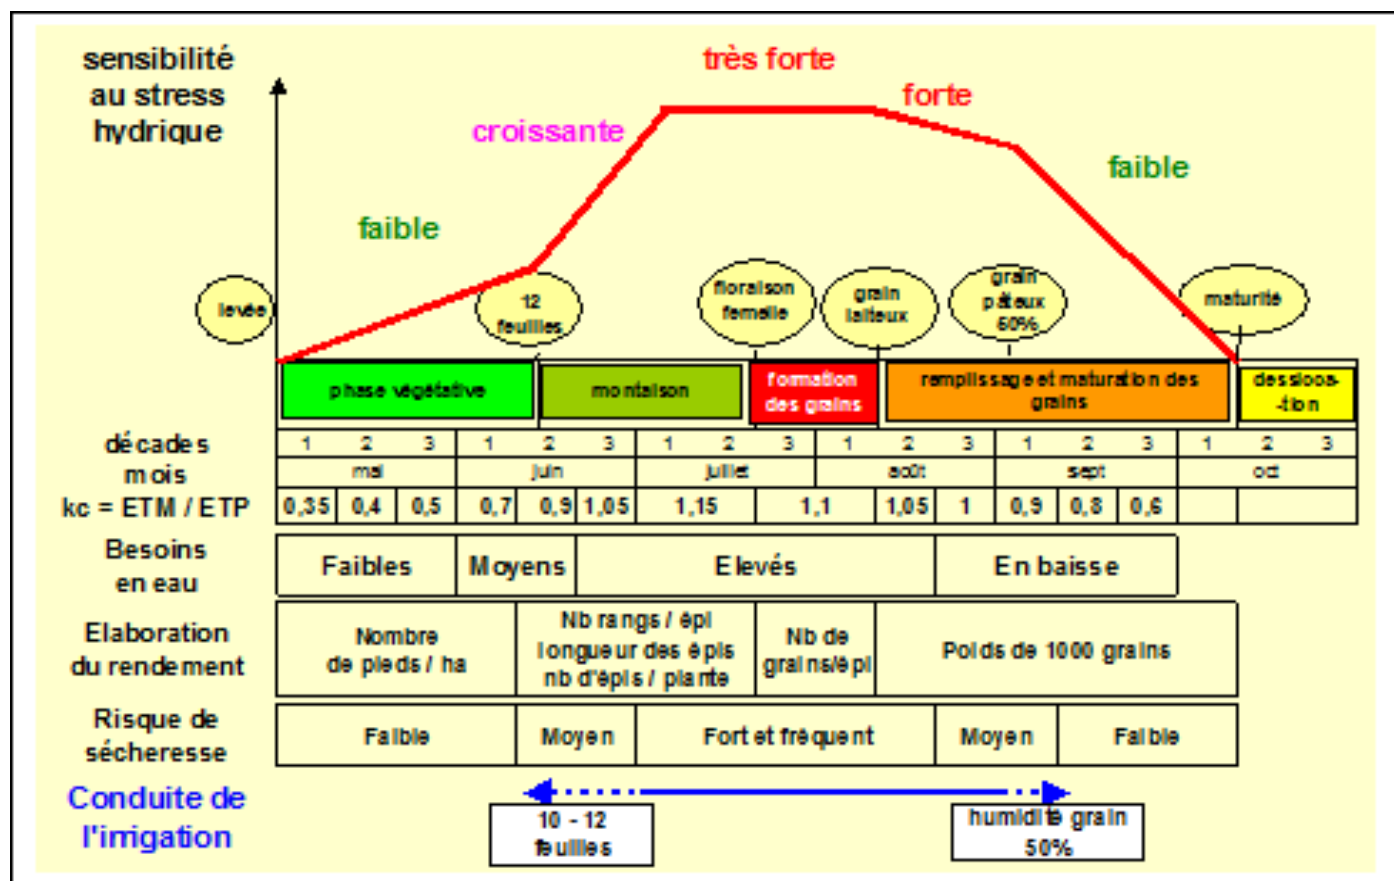 sensibilité
au stress
hydrique
très forte
forte
croissante
faible
faible
levée
12
feuilles
floraison
femelle
grain
laiteux
grain
pâteux
50%
maturité
phase végétative
montaison
formation
des grains
remplissage et maturation des
grains
dessicca-
-tion
décades
1 2 3 1 2 3 1 2 3 1 2 3 1 2 3 1 2 3
mois
mai juin juillet août sept oct
kc = ETM / ETP
0,35 0,4 0,5 0,7 0,9 1,05 1,15 1,1 1,05 1 0,9 0,8 0,6
Besoins
en eau
Faibles Moyens Elevés En baisse
Elaboration
du rendement
Nombre
de pieds / ha
Nb rangs / épi
longueur des épis
nb d'épis / plante
Nb de
grains/épi
Poids de 1000 grains
Risque de
sécheresse
Faible Moyen Fort et fréquent Moyen Faible
Conduite de
l'irrigation
10 - 12
feuilles
humidité grain
50%